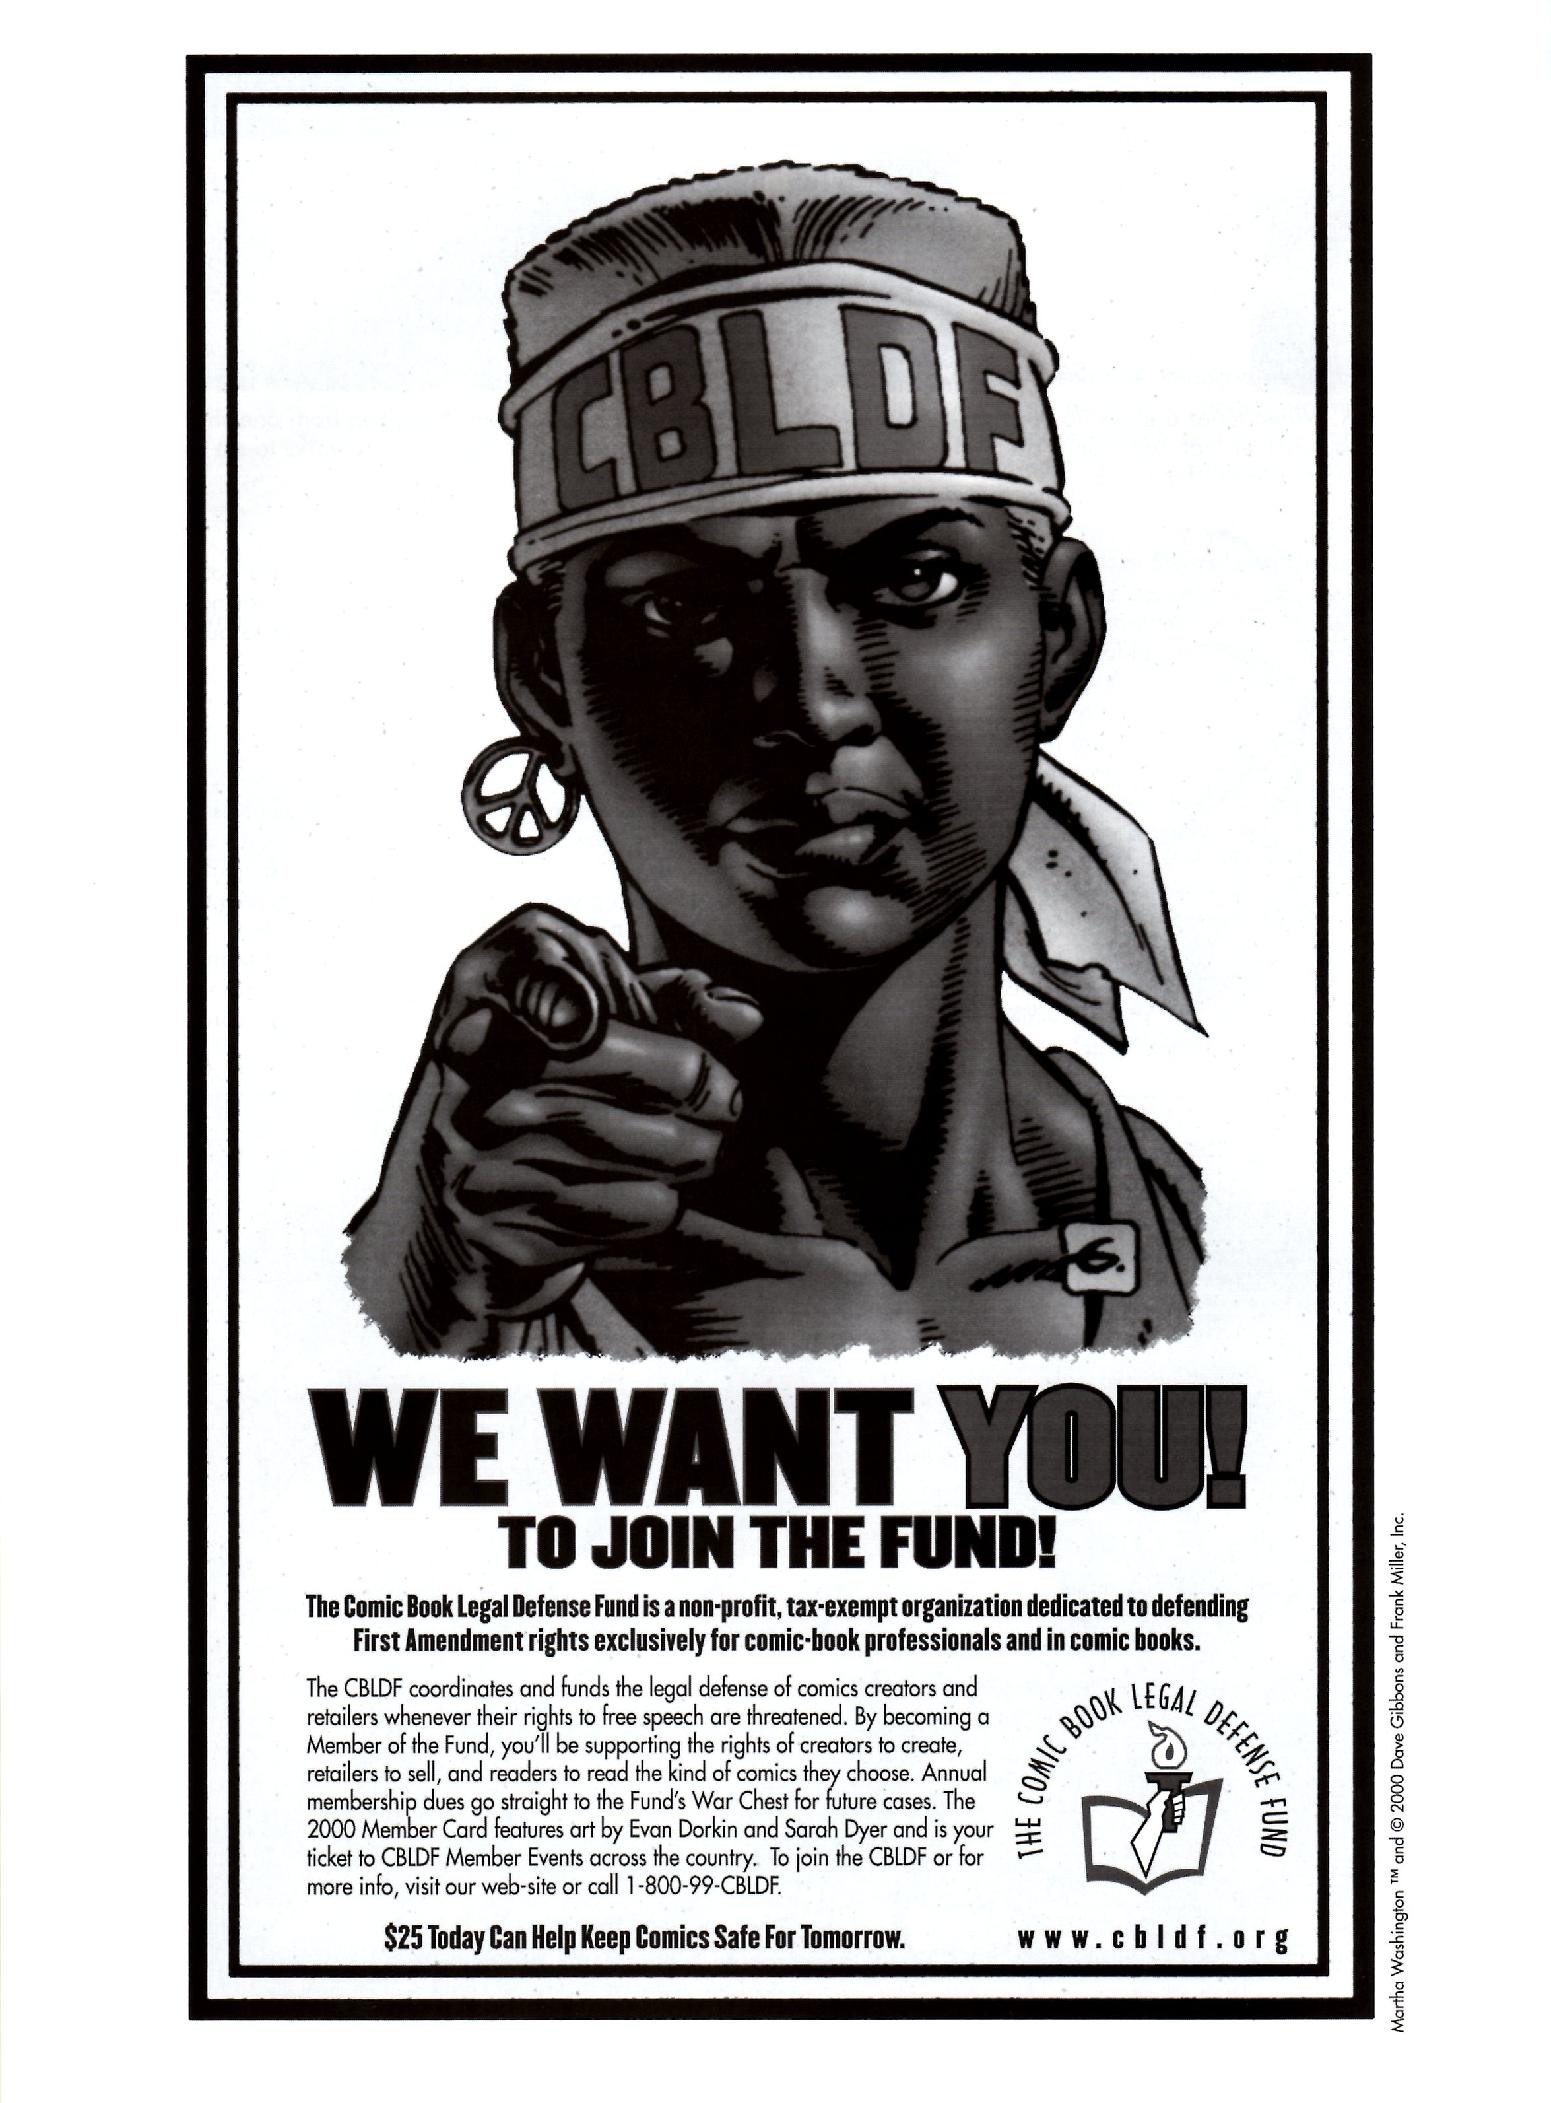 CBLDF
WE WANT YOU!
TO JOIN THE FUND!
The Comic Book Legal Defense Fund is a non-profit, tax-exempt organization dedicated to defending
First Amendment rights exclusively for comic-book professionals and in comic books.
The CBLDF coordinates and funds the legal defense of comics creators and
retailers whenever their rights to free speech are threatened. By becoming a
Member of the Fund, you'll be supporting the rights of creators to create,
retailers to sell, and readers to read the kind of comics they choose. Annual
membership dues go straight to the Fund's War Chest for future cases. The
2000 Member Card features art by Evan Dorkin and Sarah Dyer and is your
ticket to CBLDF Member Events across the country. To join the CBLDF or for
more info, visit our web-site or call 1-800-99-CBLDF.
THE COMIC BOOK LEGAL DEFENSE FUND
$25 Today Can Help Keep Comics Safe For Tomorrow.
www.cbldf.org
Martha Washington ™ and © 2000 Dave Gibbons and Frank Miller, Inc.